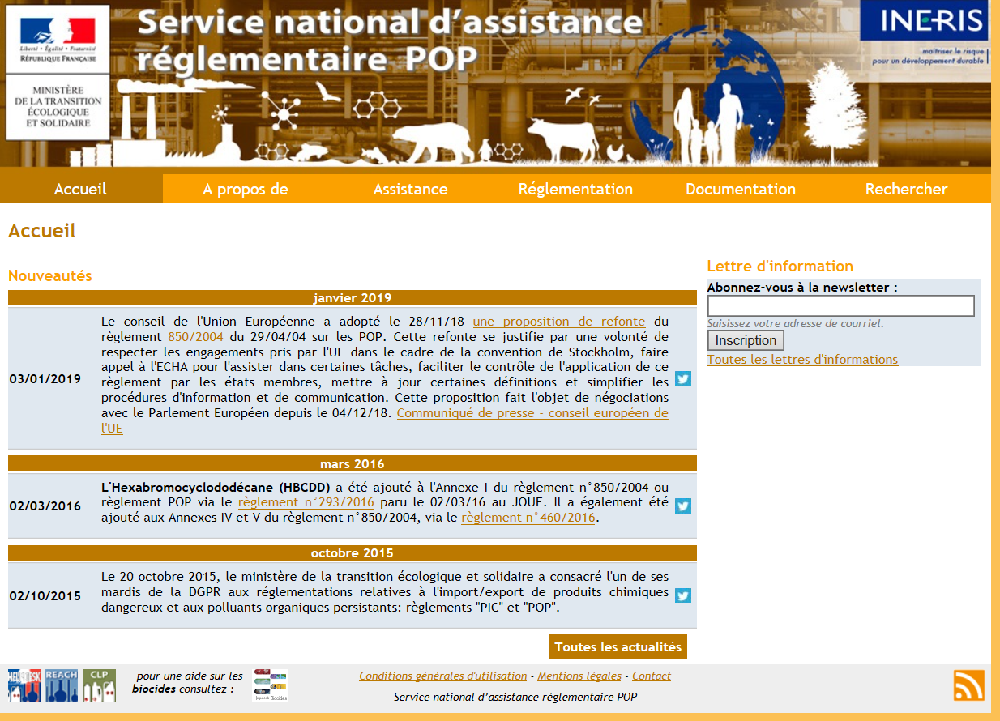 Service national d'assistance
réglementaire POP
Liberté • Égalité • Fraternité
RÉPUBLIQUE FRANÇAISE
MINISTÈRE
DE LA TRANSITION
ÉCOLOGIQUE
ET SOLIDAIRE
INERIS
maîtriser le risque
pour un développement durable
Accueil
A propos de
Assistance
Réglementation
Documentation
Rechercher
Accueil
Nouveautés
janvier 2019
03/01/2019
Le conseil de l'Union Européenne a adopté le 28/11/18 une proposition de refonte du
règlement 850/2004 du 29/04/04 sur les POP. Cette refonte se justifie par une volonté de
respecter les engagements pris par l'UE dans le cadre de la convention de Stockholm, faire
appel à l'ECHA pour l'assister dans certaines tâches, faciliter le contrôle de l'application de ce
règlement par les états membres, mettre à jour certaines définitions et simplifier les
procédures d'information et de communication. Cette proposition fait l'objet de négociations
avec le Parlement Européen depuis le 04/12/18. Communiqué de presse - conseil européen de
l'UE
mars 2016
02/03/2016
L'Hexabromocyclododécane (HBCDD) a été ajouté à l'Annexe I du règlement n°850/2004 ou
règlement POP via le règlement n°293/2016 paru le 02/03/16 au JOUE. Il a également été
ajouté aux Annexes IV et V du règlement n°850/2004, via le règlement n°460/2016.
octobre 2015
02/10/2015
Le 20 octobre 2015, le ministère de la transition écologique et solidaire a consacré l'un de ses
mardis de la DGPR aux réglementations relatives à l'import/export de produits chimiques
dangereux et aux polluants organiques persistants: règlements "PIC" et "POP".
Toutes les actualités
Lettre d'information
Abonnez-vous à la newsletter :
Saisissez votre adresse de courriel.
Inscription
Toutes les lettres d'informations
HELPDESK
REACH
CLP
pour une aide sur les
biocides consultez :
Helpdesk Biocides
Conditions générales d'utilisation - Mentions légales - Contact
Service national d'assistance réglementaire POP